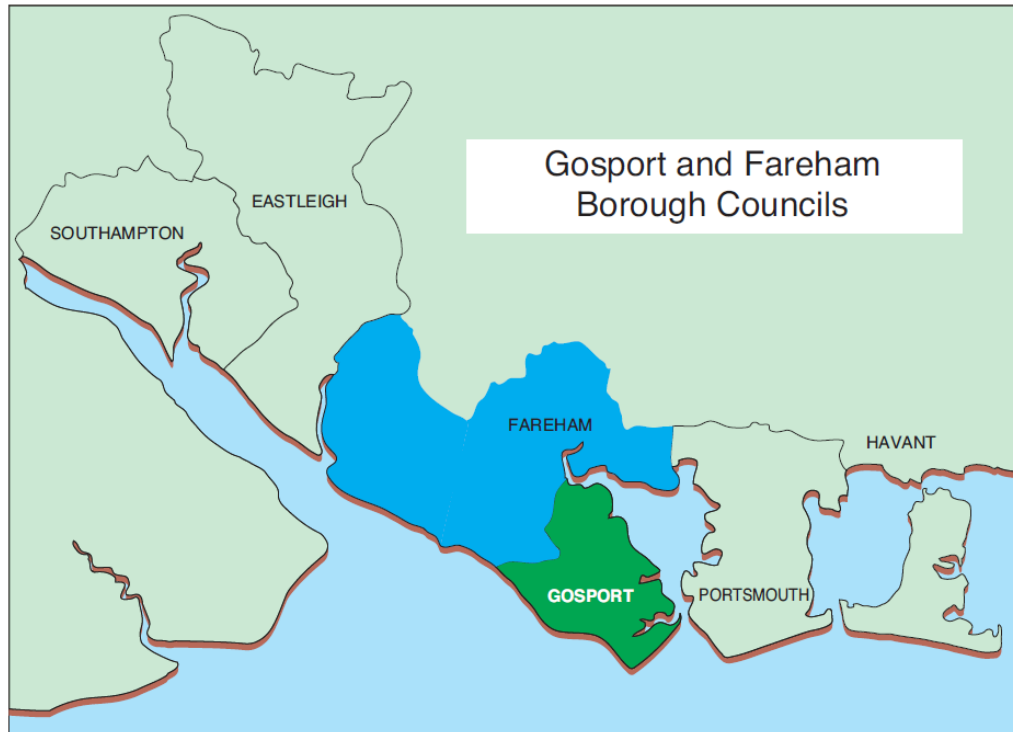 Gosport and Fareham
Borough Councils
EASTLEIGH
SOUTHAMPTON
FAREHAM
HAVANT
GOSPORT
PORTSMOUTH